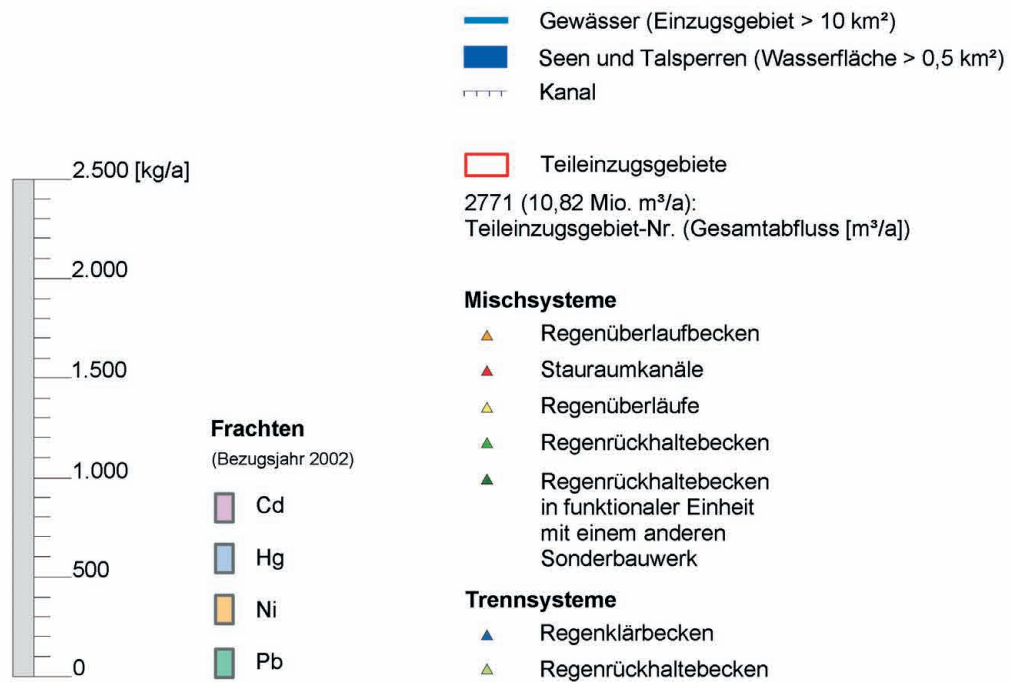 Gewässer (Einzugsgebiet > 10 km²)
Seen und Talsperren (Wasserfläche > 0,5 km²)
Kanal
Teileinzugsgebiete
2771 (10,82 Mio. m³/a):
Teileinzugsgebiet-Nr. (Gesamtabfluss [m³/a])
2.500 [kg/a]
2.000
1.500
1.000
500
0
Frachten
(Bezugsjahr 2002)
Cd
Hg
Ni
Pb
Mischsysteme
Regenüberlaufbecken
Stauraumkanäle
Regenüberläufe
Regenrückhaltebecken
Regenrückhaltebecken
in funktionaler Einheit
mit einem anderen
Sonderbauwerk
Trennsysteme
Regenklärbecken
Regenrückhaltebecken